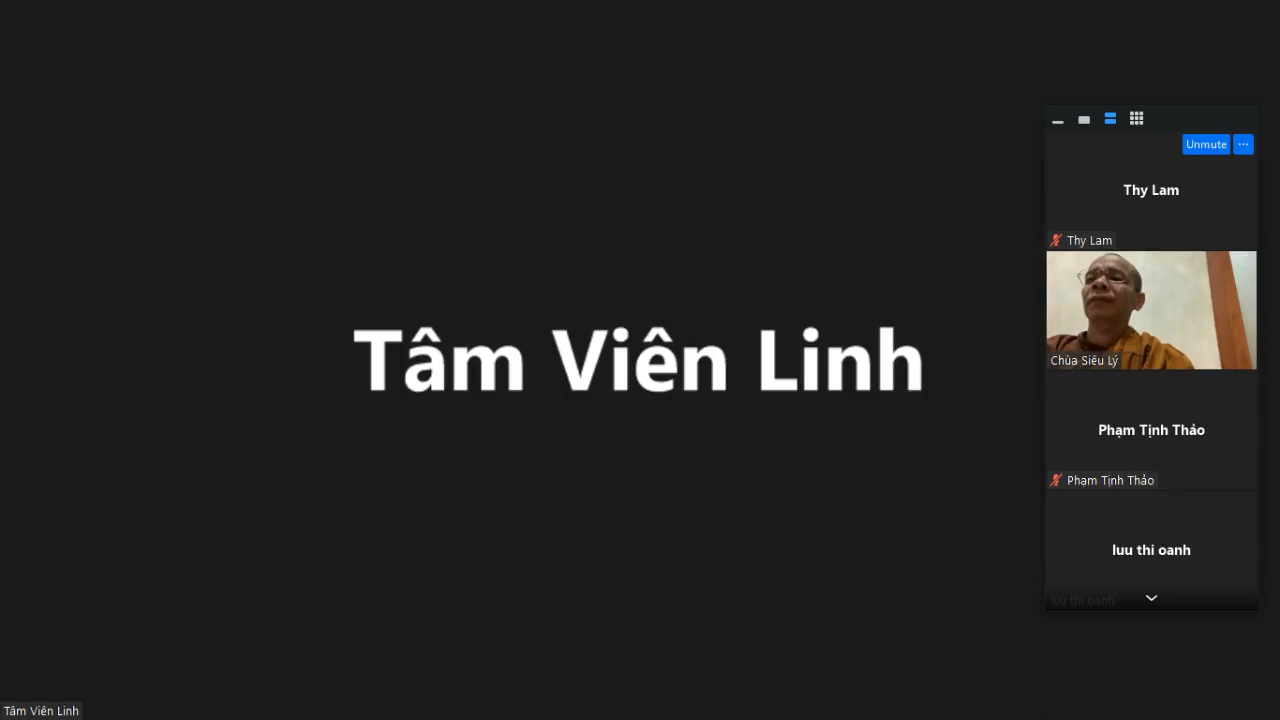 Tâm Viên Linh
Unmute
...
Thy Lam
Thy Lam
Chùa Siêu Lý
Phạm Tịnh Thảo
Phạm Tịnh Thảo
luu thi oanh
luu thi oanh
Tâm Viên Linh